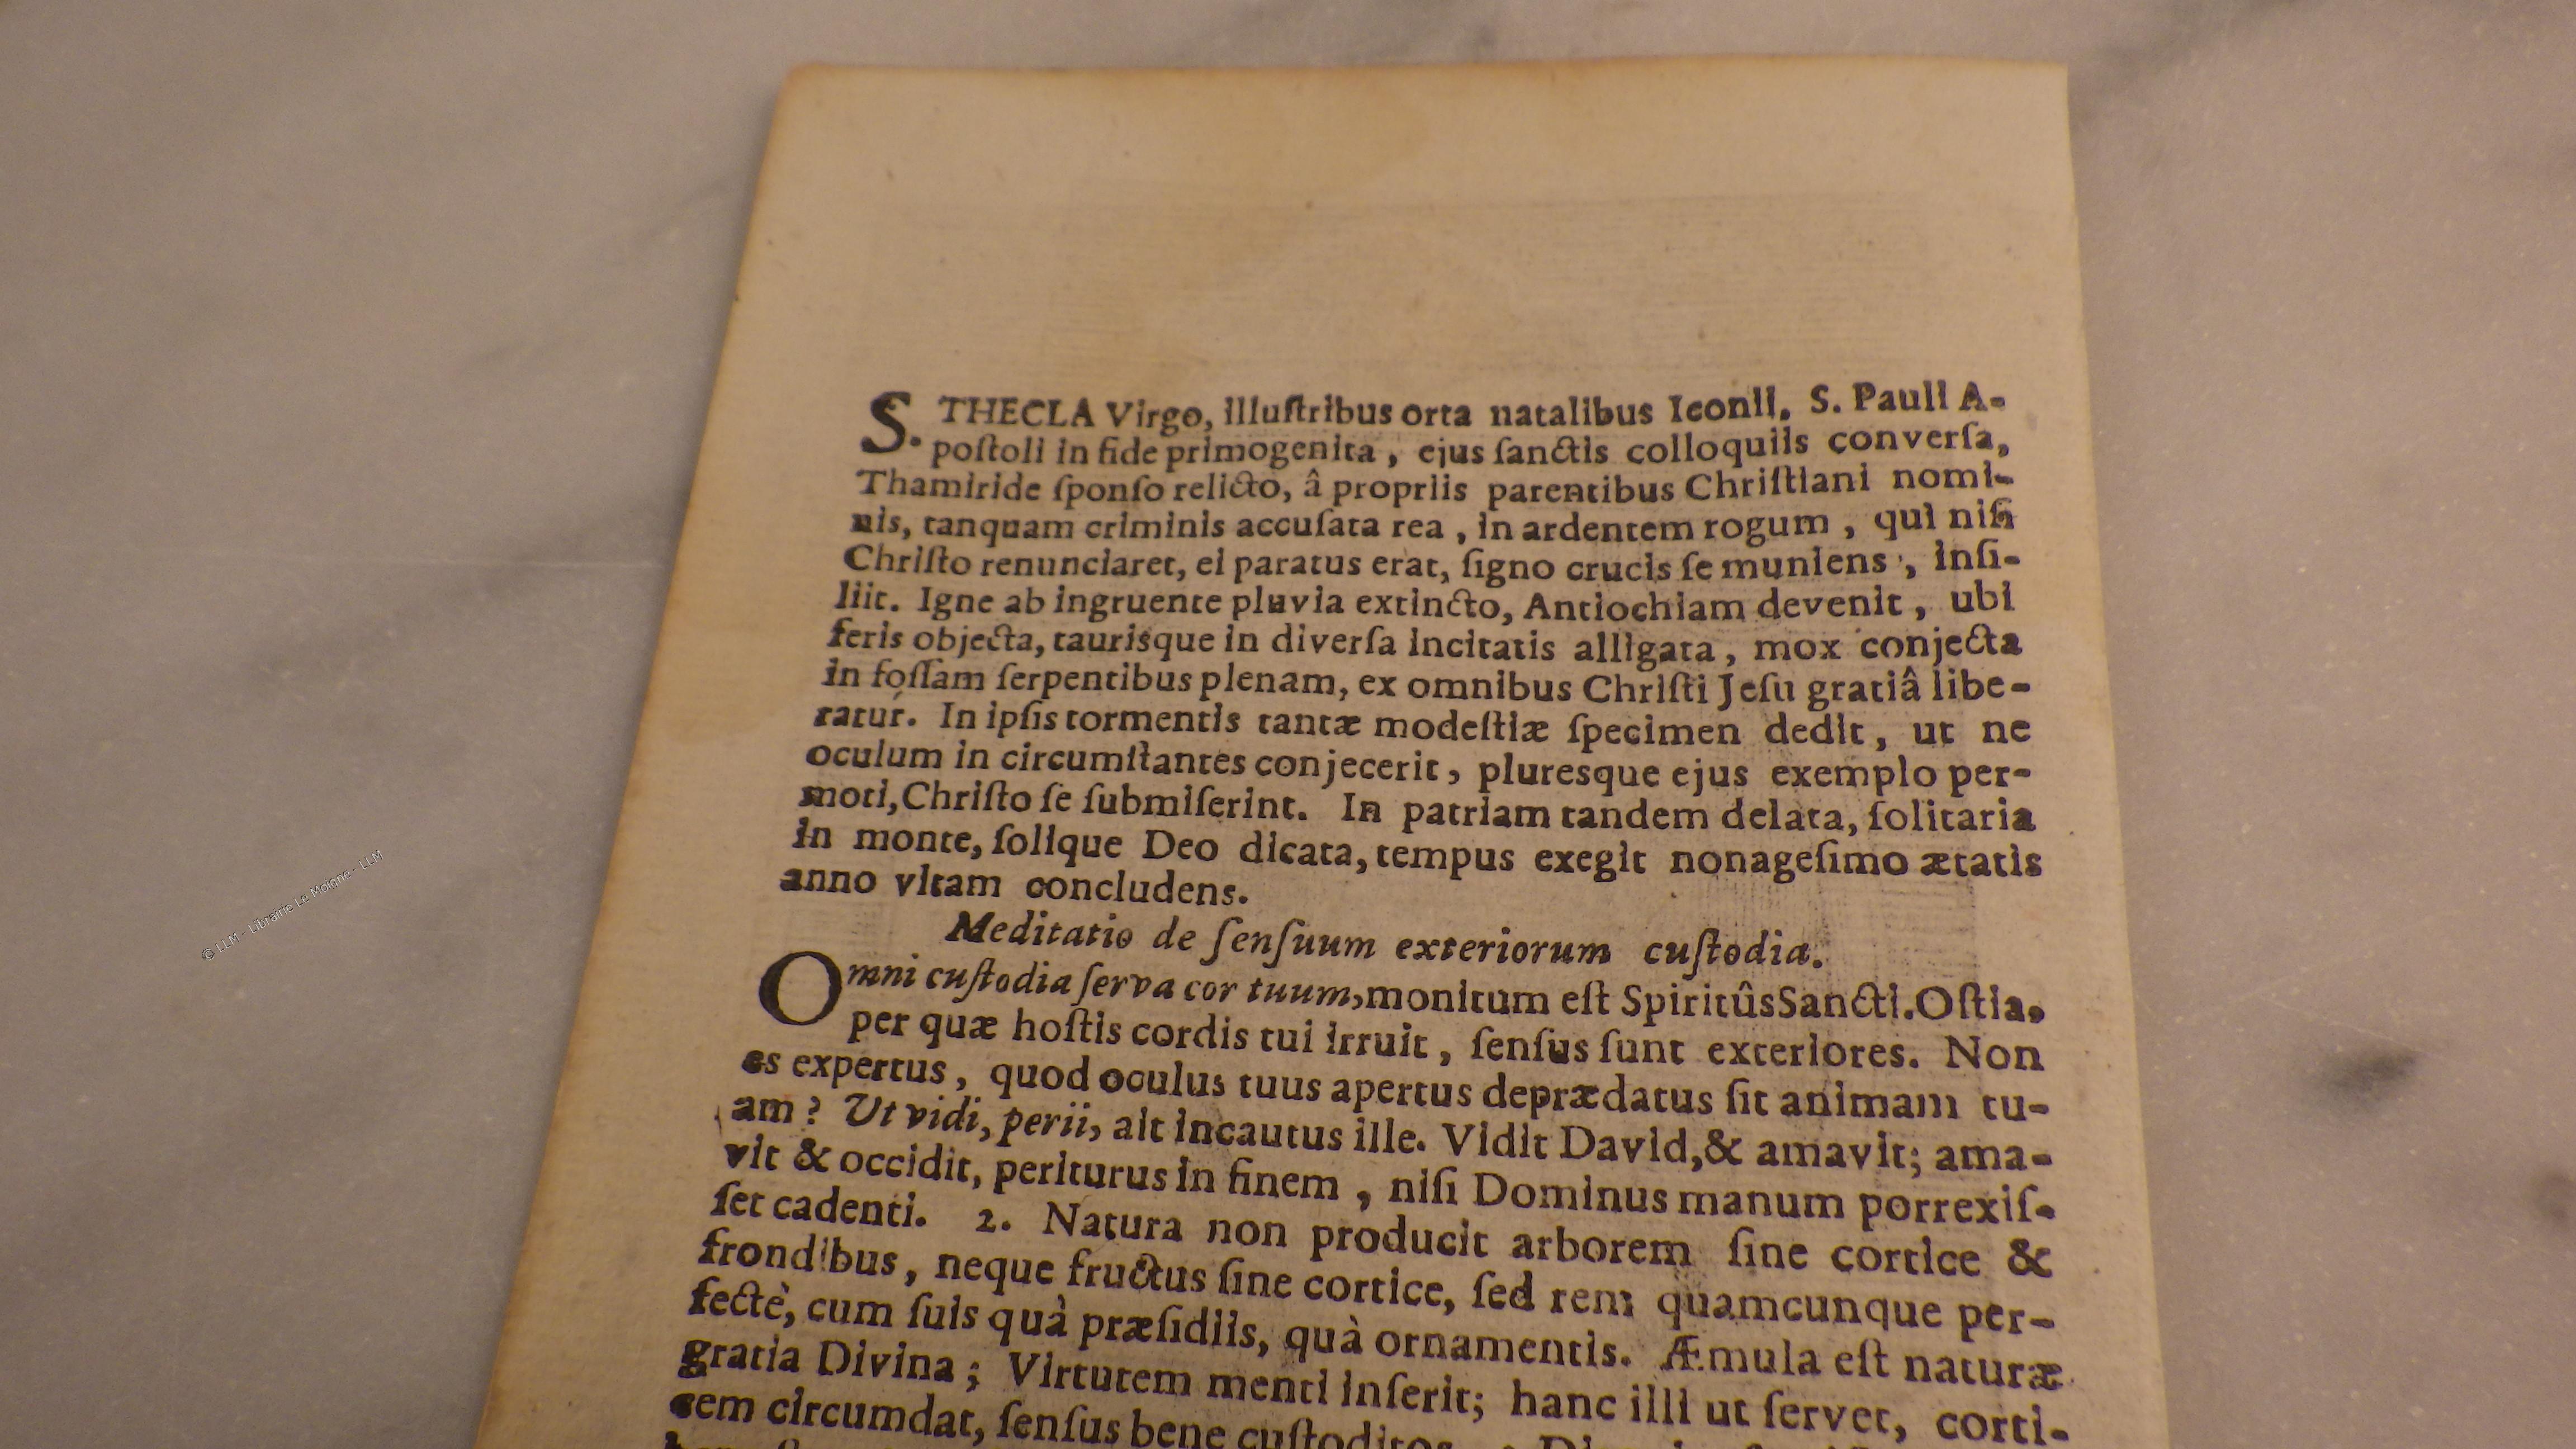 S. THECLA Virgo, illuſtribus orta natalibus Iconii. S. Pauli A-
poſtoli in fide primogenita, ejus ſanctis colloquiis converſa,
Thamiride ſponſo relicto, â propriis parentibus Chriſtiani nomi-
nis, tanquam criminis accuſata rea, in ardentem rogum, qui niſi
Chriſto renunciaret, ei paratus erat, ſigno crucis ſe muniens, inſi-
liit. Igne ab ingruente pluvia extincto, Antiochiam devenit, ubi
feris objecta, taurisque in diverſa incitatis alligata, mox conjecta
in foſſam ſerpentibus plenam, ex omnibus Chriſti Jeſu gratiâ libe-
ratur. In ipſis tormentis tantæ modeſtiæ ſpecimen dedit, ut ne
oculum in circumſtantes conjecerit, pluresque ejus exemplo per-
moti, Chriſto ſe ſubmiſerint. In patriam tandem delata, ſolitaria
in monte, ſolique Deo dicata, tempus exegit nonageſimo ætatis
anno vitam concludens.
Meditatio de ſenſuum exteriorum cuſtodia.
Omni cuſtodia ſerva cor tuum, monitum eſt Spiritûs Sancti. Oſtia,
per quæ hoſtis cordis tui irruit, ſenſus ſunt exteriores. Non
es expertus, quod oculus tuus apertus deprædatus ſit animam tu-
am? Ut vidi, perii, ait incautus ille. Vidit David, & amavit; ama-
vit & occidit, periturus in finem, niſi Dominus manum porrexiſ-
ſet cadenti. 2. Natura non producit arborem ſine cortice &
frondibus, neque fructus ſine cortice, ſed rem quamcunque per-
fectè, cum ſuis quà præſidiis, quà ornamentis. Æmula eſt naturæ
gratia Divina; Virtutem menti inſerit; hanc illi ut ſervet, corti-
cem circumdat, ſenſus bene cuſtoditos.
© LLM - Librairie Le Moigne - LLM